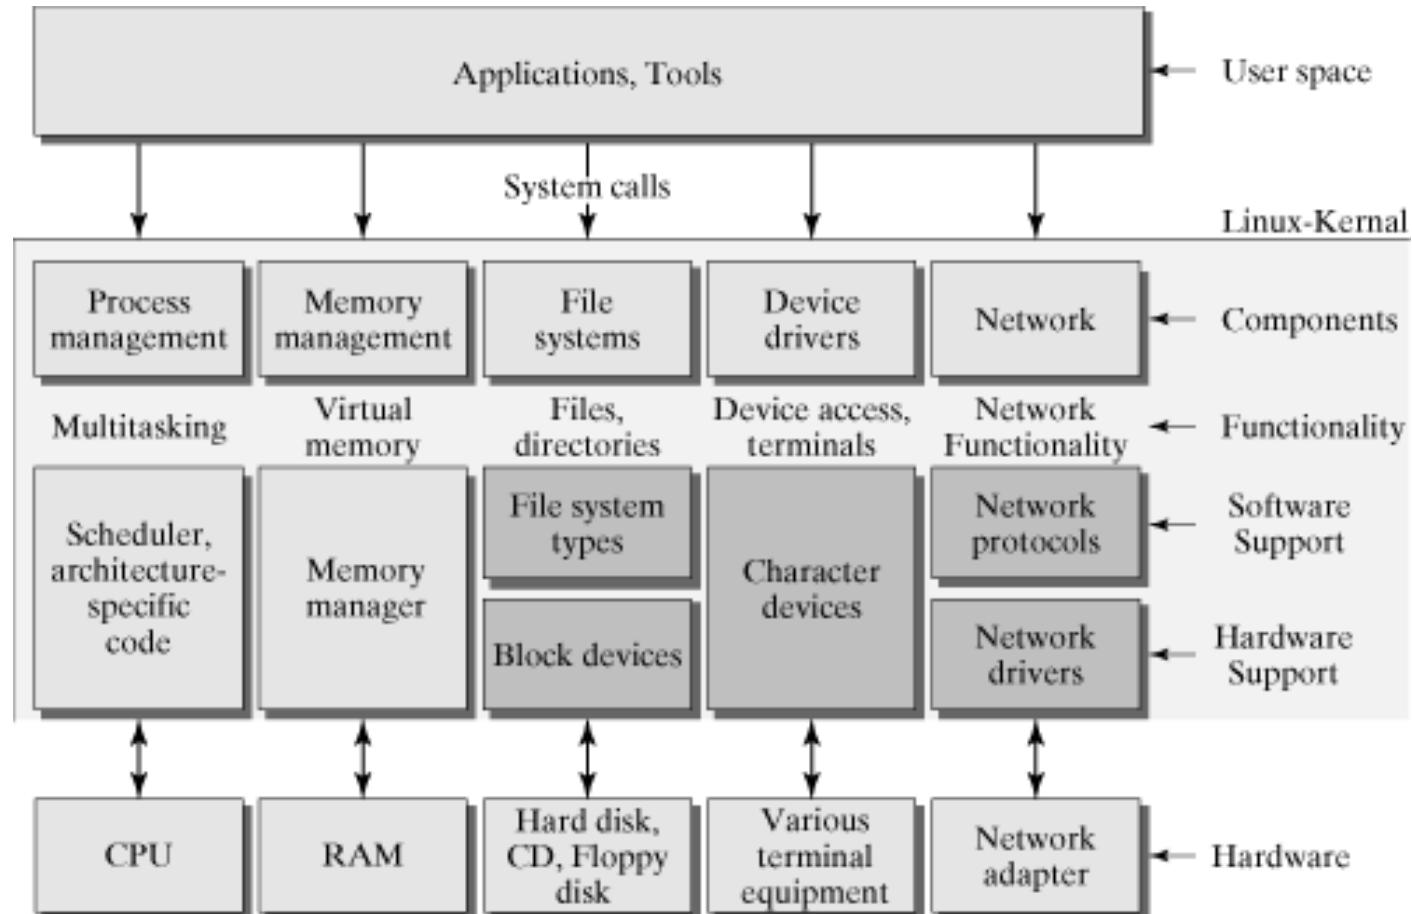 Applications, Tools
User space
System calls
Linux-Kernal
Process
management
Memory
management
File
systems
Device
drivers
Network
Components
Multitasking
Virtual
memory
Files,
directories
Device access,
terminals
Network
Functionality
Functionality
Scheduler,
architecture-
specific
code
Memory
manager
File system
types
Block devices
Character
devices
Network
protocols
Network
drivers
Software
Support
Hardware
Support
CPU
RAM
Hard disk,
CD, Floppy
disk
Various
terminal
equipment
Network
adapter
Hardware